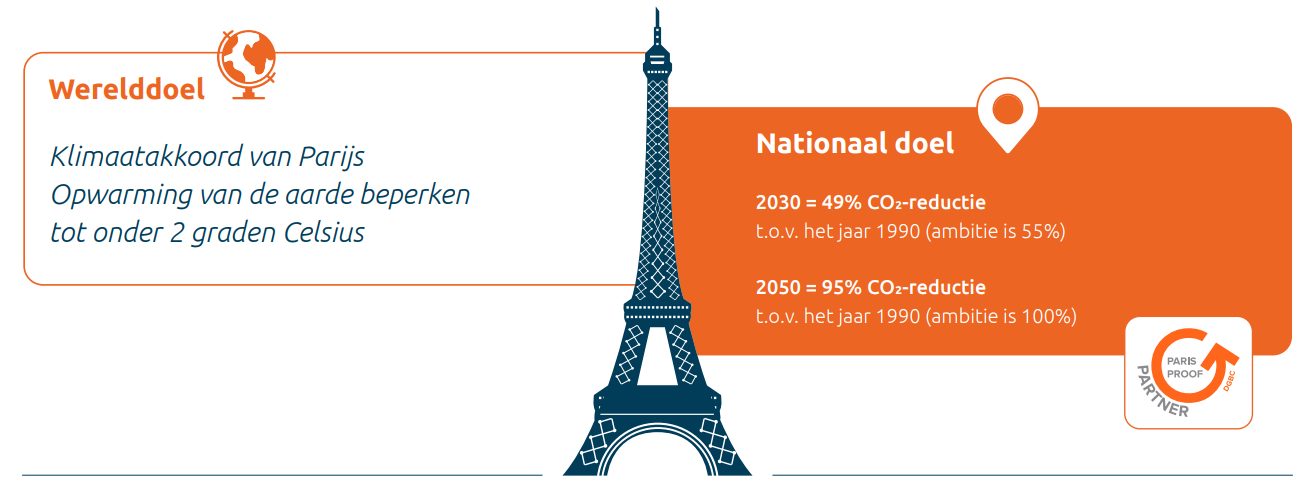 Werelddoel
Klimaatakkoord van Parijs
Opwarming van de aarde beperken
tot onder 2 graden Celsius
Nationaal doel
2030 = 49% CO₂-reductie
t.o.v. het jaar 1990 (ambitie is 55%)
2050 = 95% CO₂-reductie
t.o.v. het jaar 1990 (ambitie is 100%)
PARIS
PROOF
PARTNER
DGBC